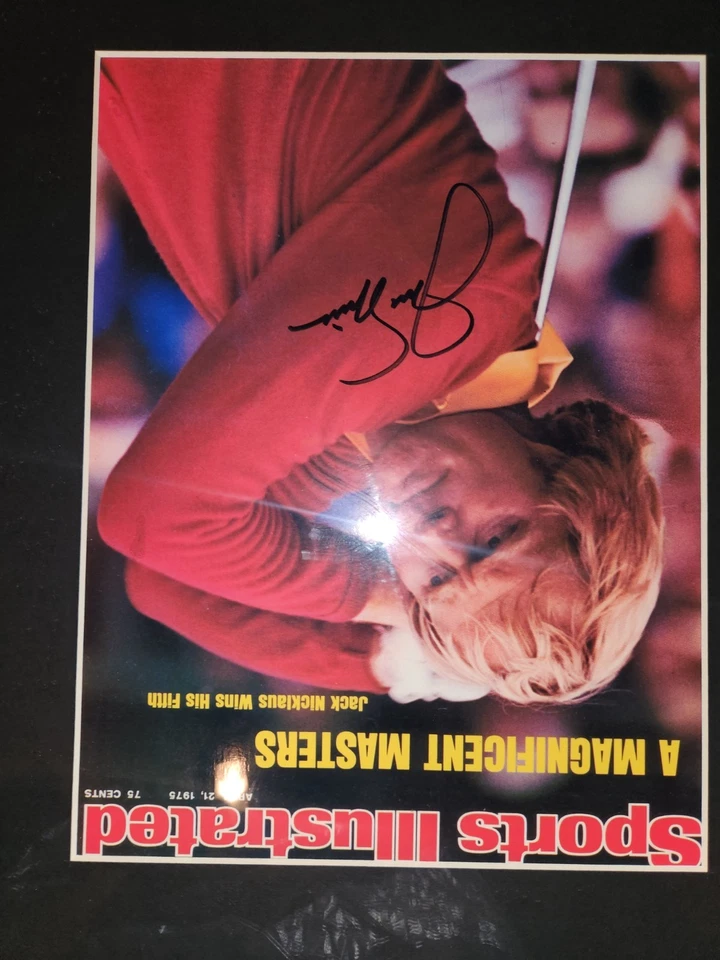 Sports Illustrated
21, 1975 75 CENTS
A MAGNIFICENT MASTERS
Jack Nicklaus Wins His Fifth